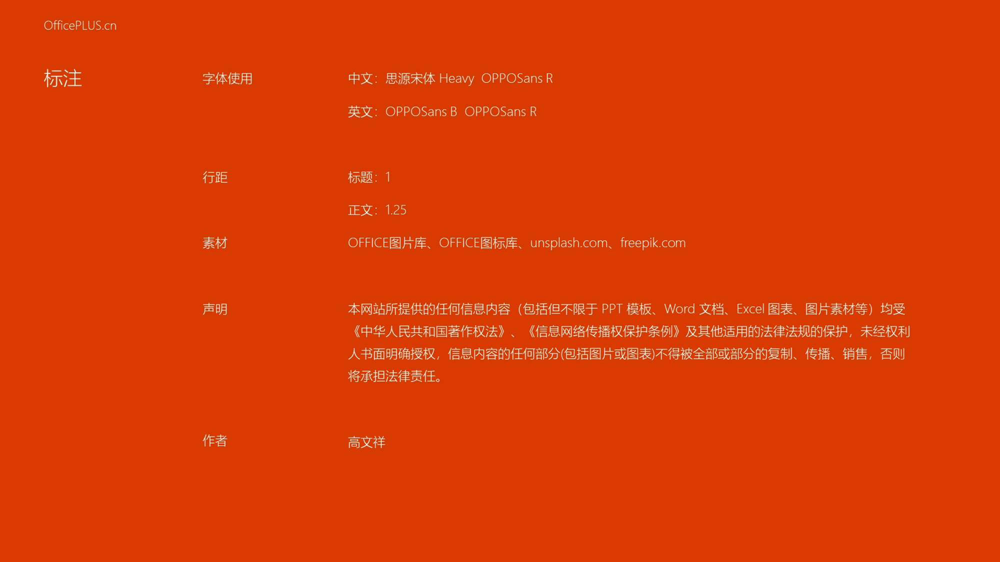 OfficePLUS.cn
标注
字体使用
中文：思源宋体 Heavy  OPPOSans R
英文：OPPOSans B  OPPOSans R
行距
标题：1
正文：1.25
素材
OFFICE图片库、OFFICE图标库、unsplash.com、freepik.com
声明
本网站所提供的任何信息内容（包括但不限于 PPT 模板、Word 文档、Excel 图表、图片素材等）均受
《中华人民共和国著作权法》、《信息网络传播权保护条例》及其他适用的法律法规的保护，未经权利
人书面明确授权，信息内容的任何部分(包括图片或图表)不得被全部或部分的复制、传播、销售，否则
将承担法律责任。
作者
高文祥